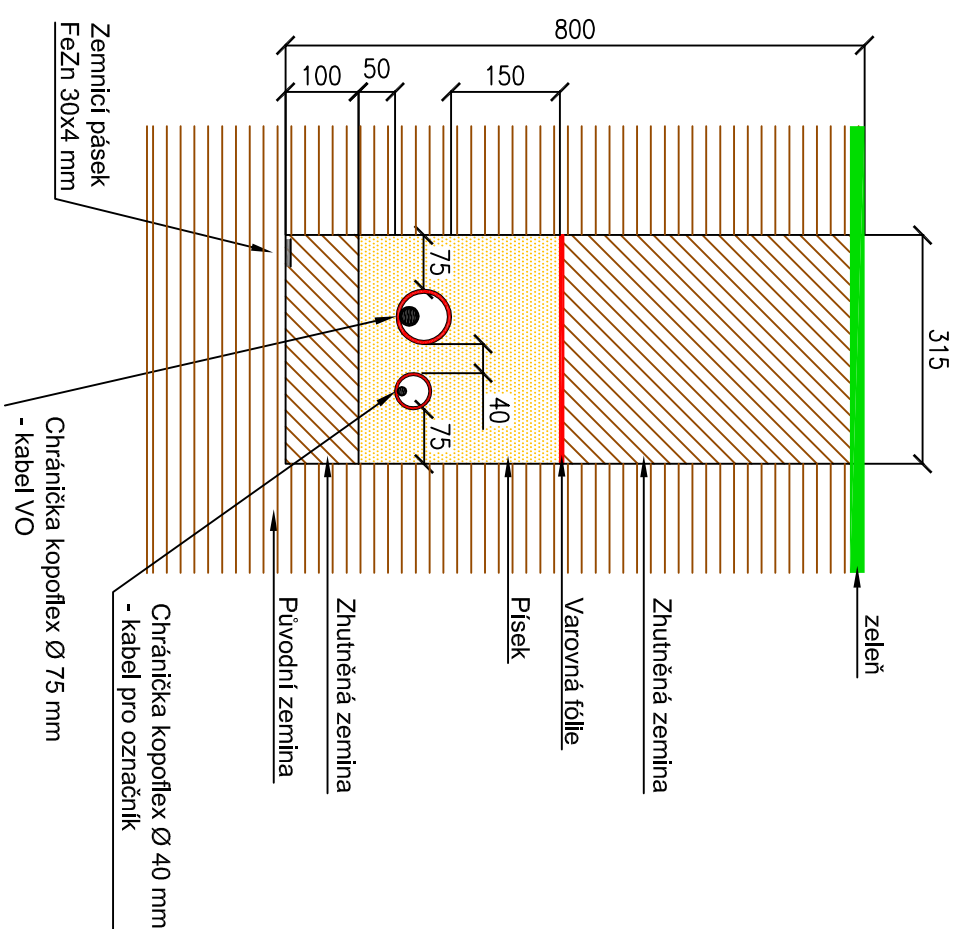 800
100
50
150
315
75
40
75
Zemnicí pásek
FeZn 30x4 mm
zeleň
Zhutněná zemina
Varovná fólie
Písek
Zhutněná zemina
Původní zemina
Chránička kopoflex Ø 40 mm
- kabel pro označník
Chránička kopoflex Ø 75 mm
- kabel VO